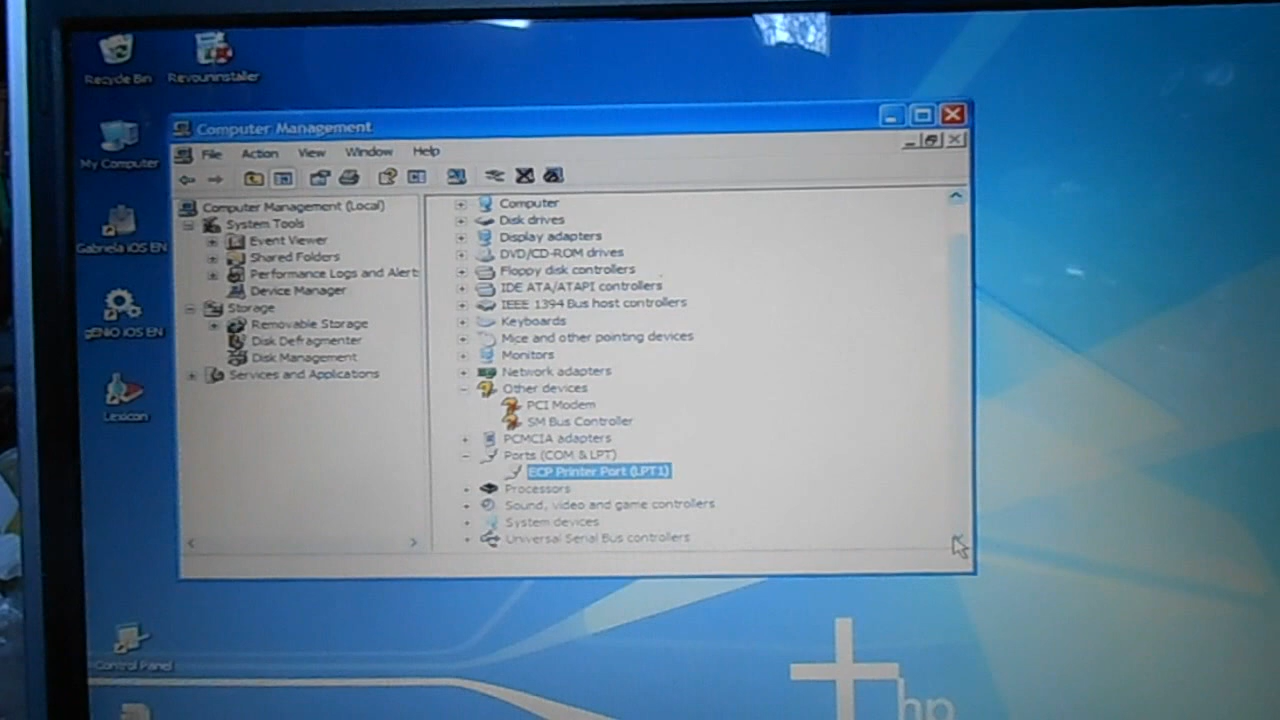 Recycle Bin
Revouninstaller
My Computer
Gabriela iOS EN
gENIO iOS EN
Lexicon
Control Panel
Computer Management
File Action View Window Help
Computer Management (Local)
System Tools
Event Viewer
Shared Folders
Performance Logs and Alerts
Device Manager
Storage
Removable Storage
Disk Defragmenter
Disk Management
Services and Applications
Computer
Disk drives
Display adapters
DVD/CD-ROM drives
Floppy disk controllers
IDE ATA/ATAPI controllers
IEEE 1394 Bus host controllers
Keyboards
Mice and other pointing devices
Monitors
Network adapters
Other devices
PCI Modem
SM Bus Controller
PCMCIA adapters
Ports (COM & LPT)
ECP Printer Port (LPT1)
Processors
Sound, video and game controllers
System devices
Universal Serial Bus controllers
hp